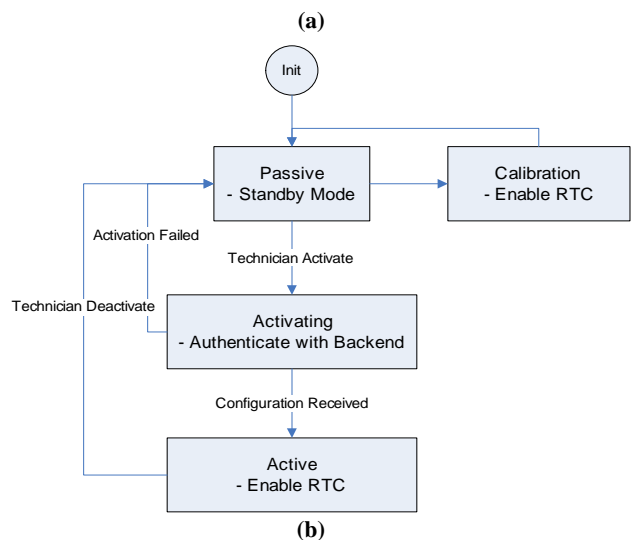 (a)
Init
Passive
- Standby Mode
Calibration
- Enable RTC
Activation Failed
Technician Activate
Technician Deactivate
Activating
- Authenticate with Backend
Configuration Received
Active
- Enable RTC
(b)